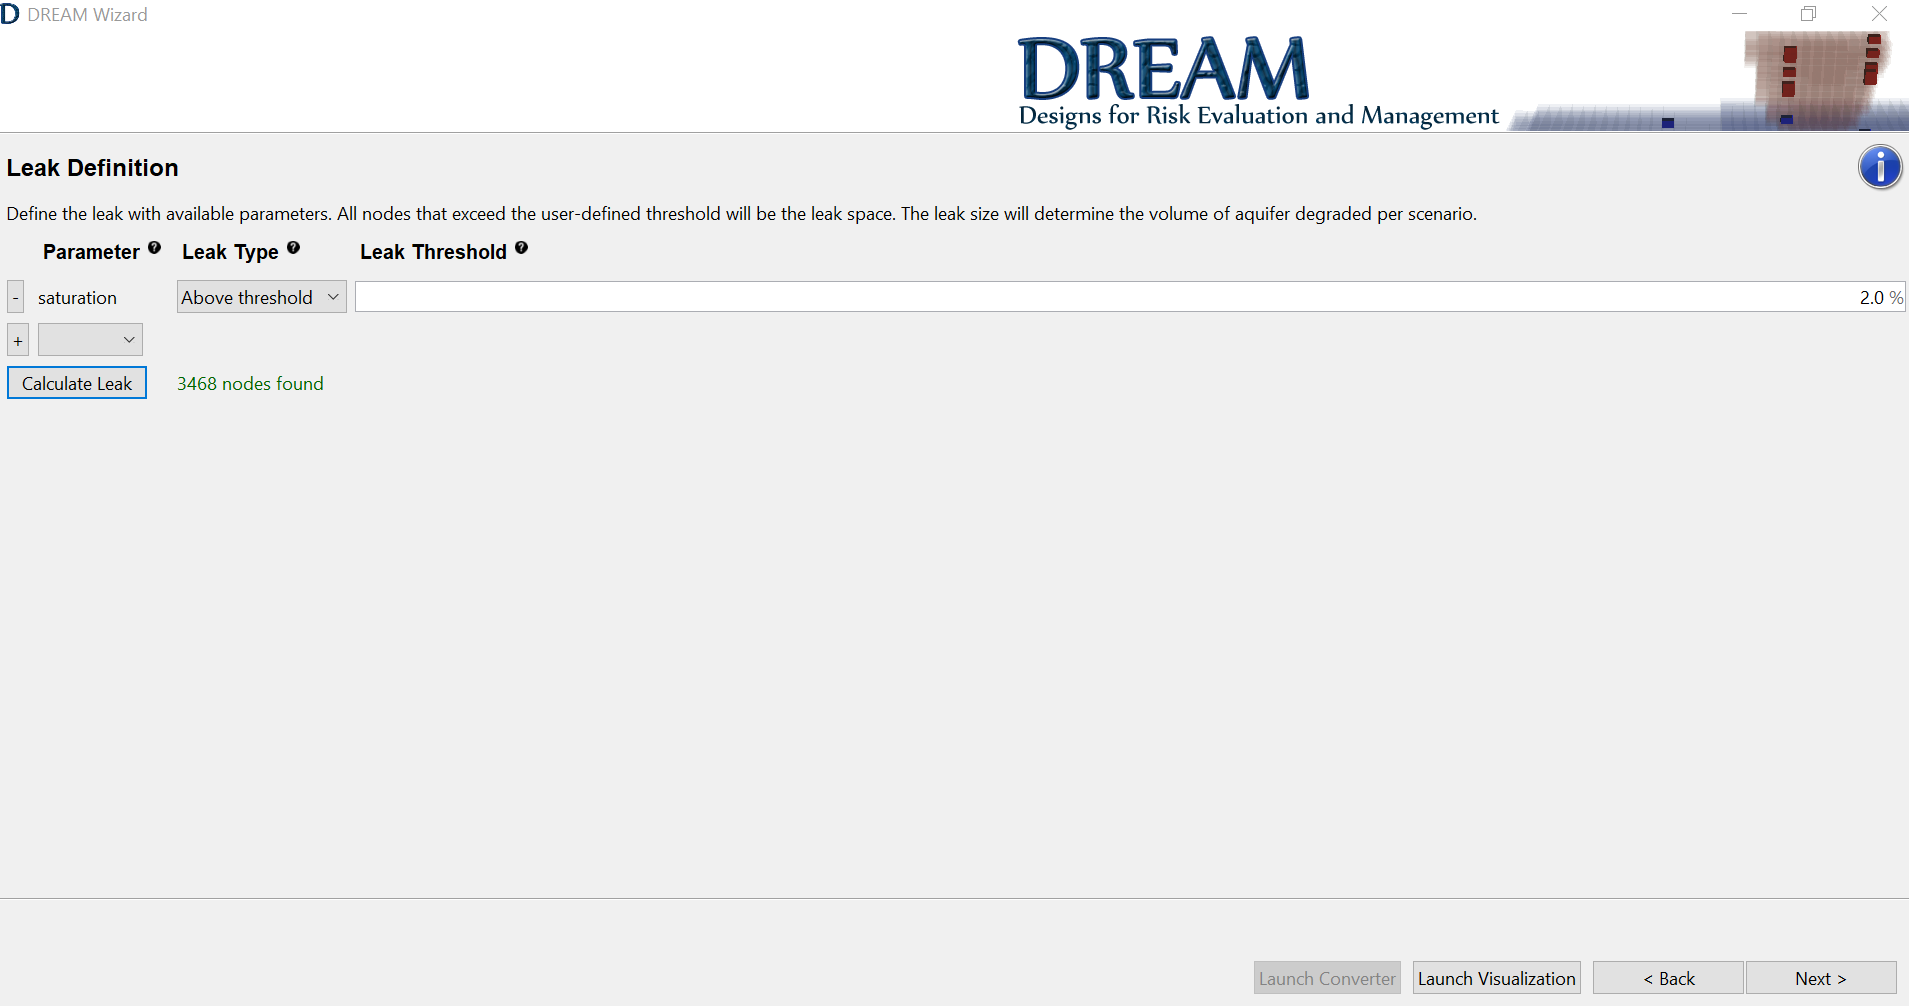 DREAM Wizard
DREAM
Designs for Risk Evaluation and Management
Leak Definition
Define the leak with available parameters. All nodes that exceed the user-defined threshold will be the leak space. The leak size will determine the volume of aquifer degraded per scenario.
Parameter ? Leak Type ? Leak Threshold ?
- saturation Above threshold 2.0 %
+
Calculate Leak 3468 nodes found
Launch Converter Launch Visualization < Back Next >